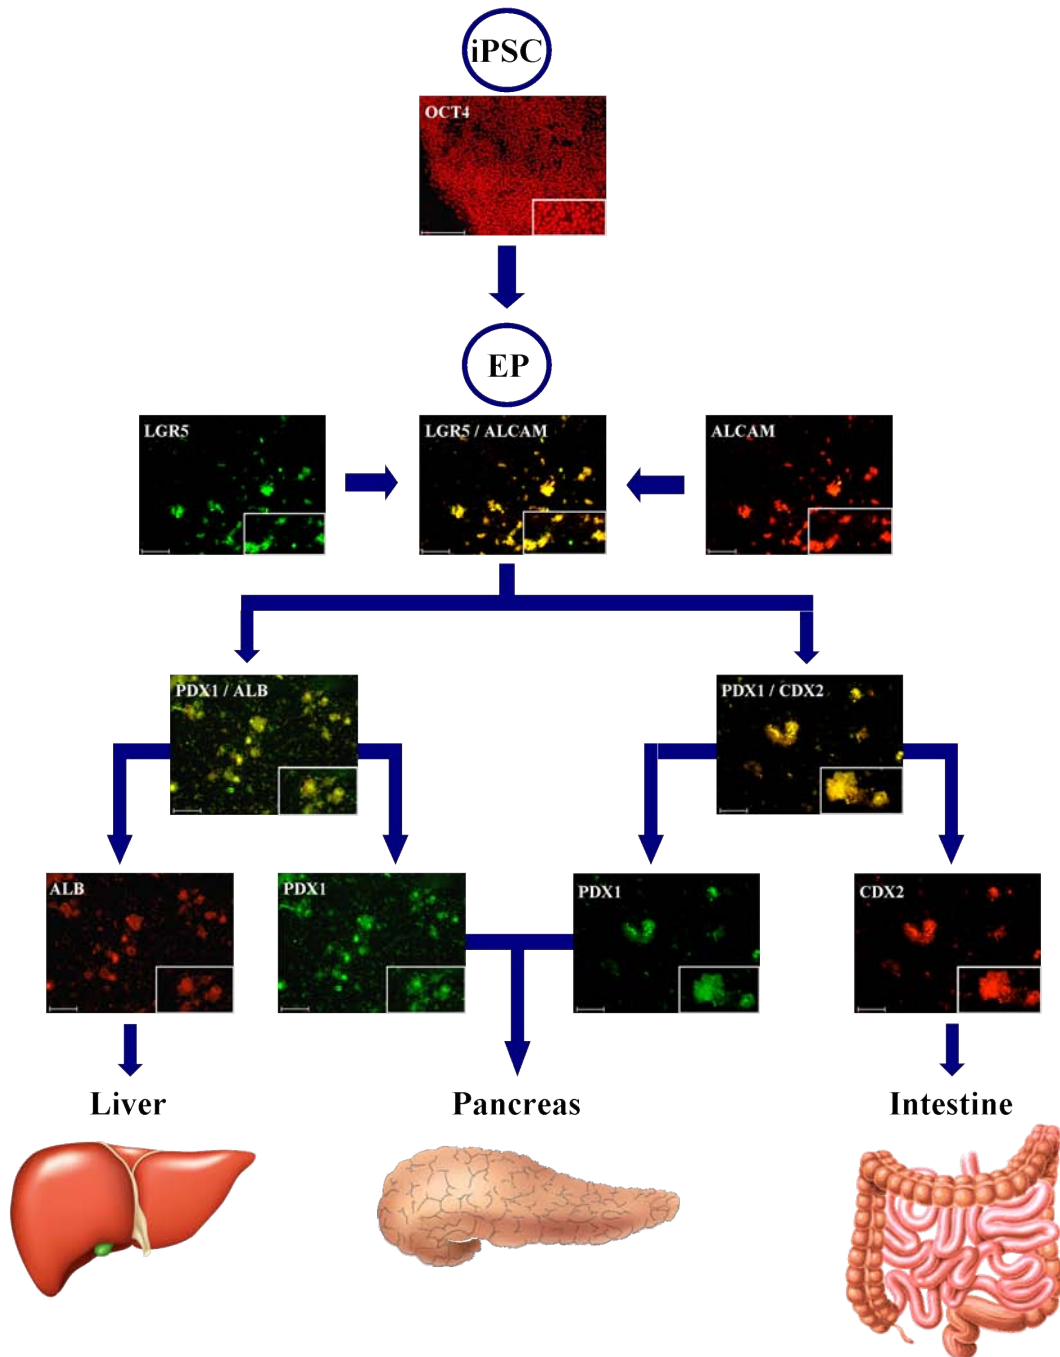 iPSC
OCT4
EP
LGR5
LGR5 / ALCAM
ALCAM
PDX1 / ALB
PDX1 / CDX2
ALB
PDX1
PDX1
CDX2
Liver
Pancreas
Intestine